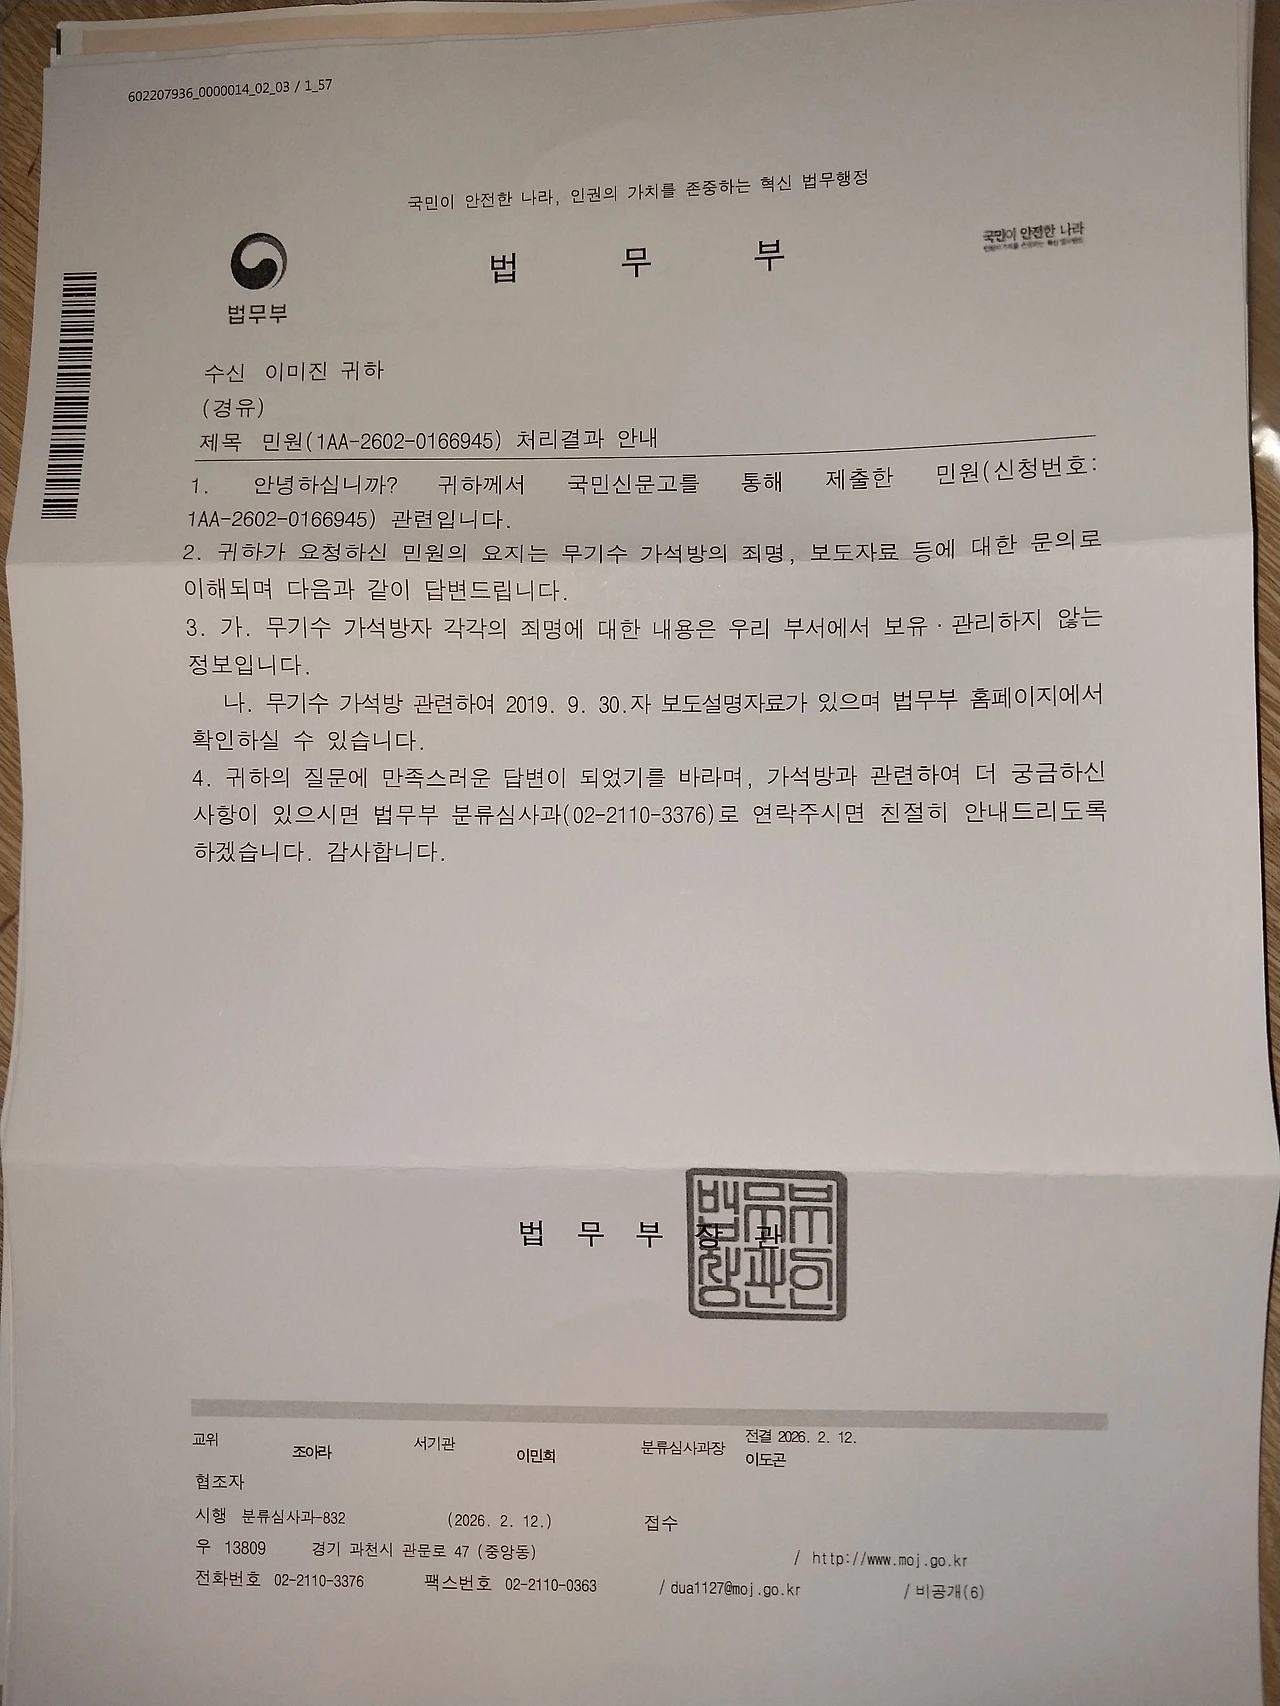 602207936_0000014_02_03 / 1_57
국민이 안전한 나라, 인권의 가치를 존중하는 혁신 법무행정
법무부
법 무 부
국민이 안전한 나라
수신 이미진 귀하
(경유)
제목 민원(1AA-2602-0166945) 처리결과 안내
1. 안녕하십니까? 귀하께서 국민신문고를 통해 제출한 민원(신청번호:
1AA-2602-0166945) 관련입니다.
2. 귀하가 요청하신 민원의 요지는 무기수 가석방의 죄명, 보도자료 등에 대한 문의로
이해되며 다음과 같이 답변드립니다.
3. 가. 무기수 가석방자 각각의 죄명에 대한 내용은 우리 부서에서 보유·관리하지 않는
정보입니다.
나. 무기수 가석방 관련하여 2019. 9. 30.자 보도설명자료가 있으며 법무부 홈페이지에서
확인하실 수 있습니다.
4. 귀하의 질문에 만족스러운 답변이 되었기를 바라며, 가석방과 관련하여 더 궁금하신
사항이 있으시면 법무부 분류심사과(02-2110-3376)로 연락주시면 친절히 안내드리도록
하겠습니다. 감사합니다.
법 무 부 장 관
법무부
장관인
교위 조아라 서기관 이민희 분류심사과장 전결 2026. 2. 12.
이도곤
협조자
시행 분류심사과-832 (2026. 2. 12.) 접수
우 13809 경기 과천시 관문로 47 (중앙동) / http://www.moj.go.kr
전화번호 02-2110-3376 팩스번호 02-2110-0363 / dua1127@moj.go.kr / 비공개(6)